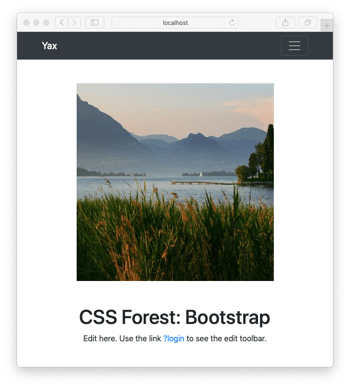 localhost
Yax
CSS Forest: Bootstrap
Edit here. Use the link ?login to see the edit toolbar.